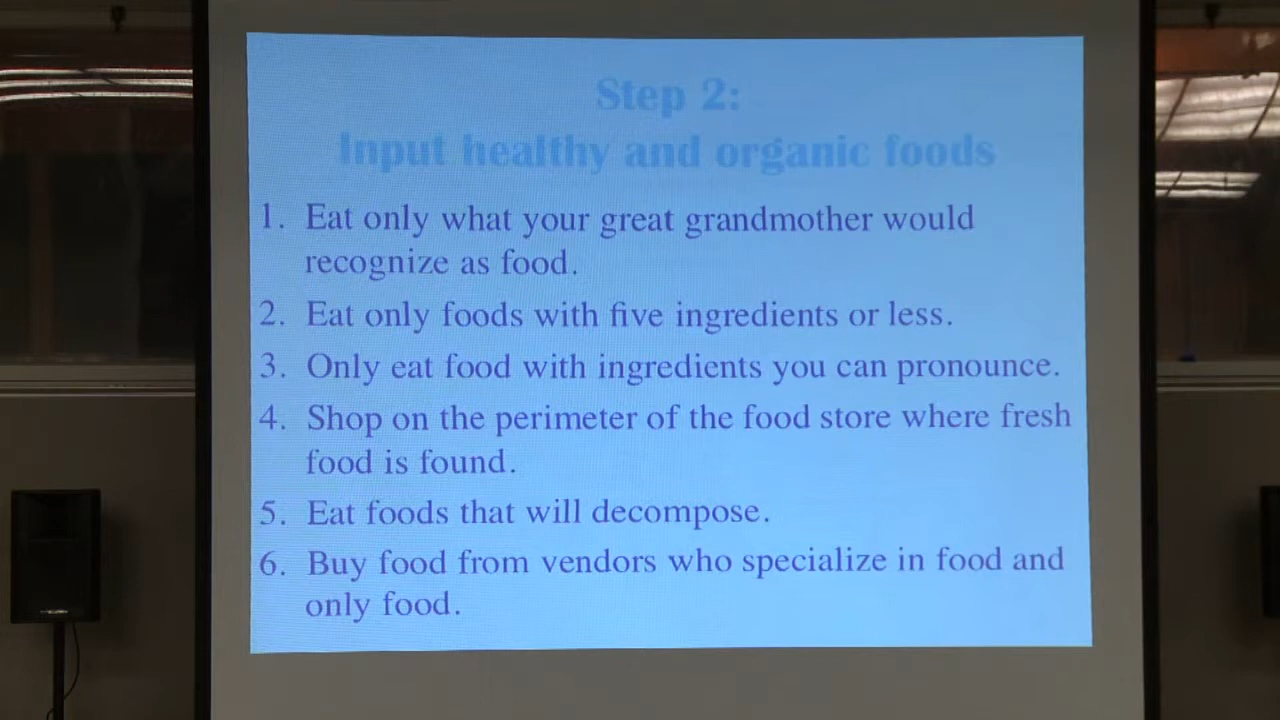 Step 2:
Input healthy and organic foods
1. Eat only what your great grandmother would
recognize as food.
2. Eat only foods with five ingredients or less.
3. Only eat food with ingredients you can pronounce.
4. Shop on the perimeter of the food store where fresh
food is found.
5. Eat foods that will decompose.
6. Buy food from vendors who specialize in food and
only food.